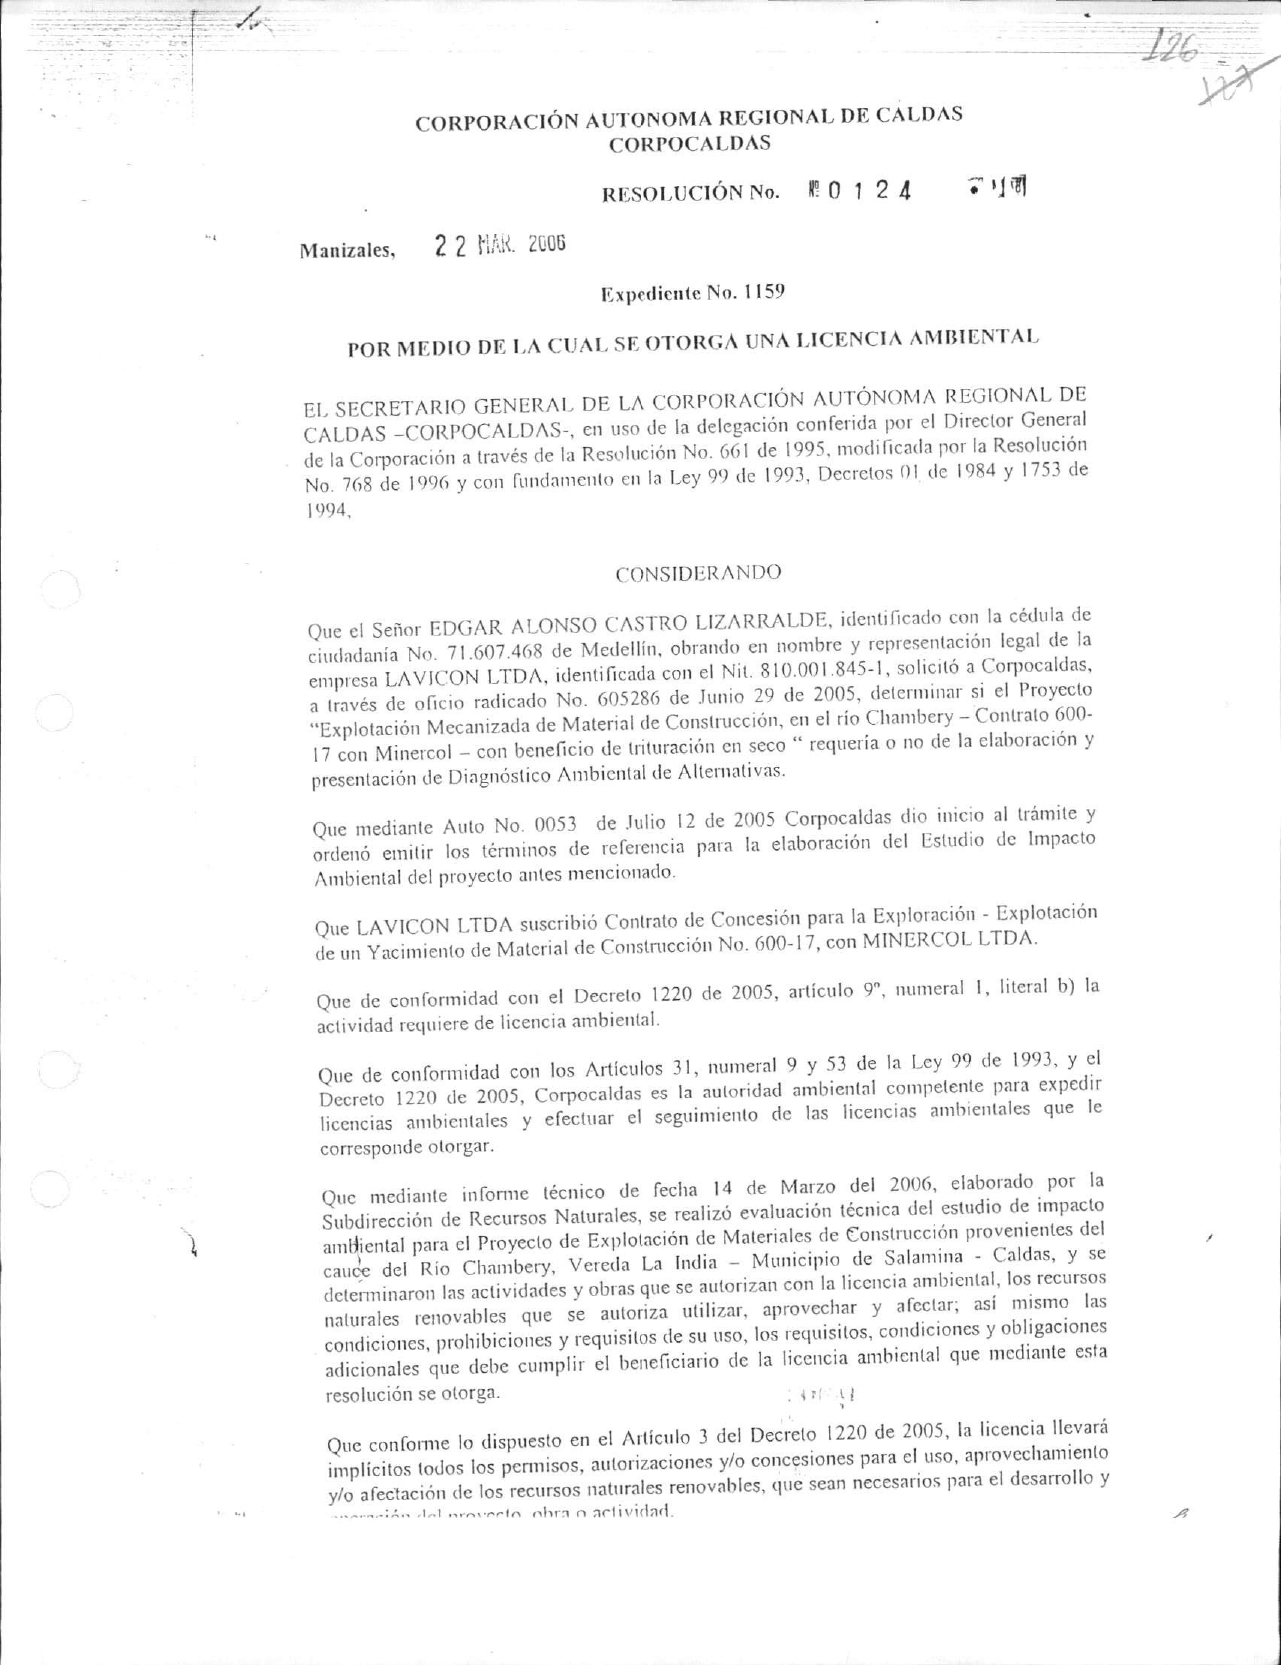 126
127
CORPORACIÓN AUTONOMA REGIONAL DE CALDAS
CORPOCALDAS
RESOLUCIÓN No. Nº 0124
Manizales, 22 MAR. 2006
Expediente No. 1159
POR MEDIO DE LA CUAL SE OTORGA UNA LICENCIA AMBIENTAL
EL SECRETARIO GENERAL DE LA CORPORACIÓN AUTÓNOMA REGIONAL DE
CALDAS –CORPOCALDAS-, en uso de la delegación conferida por el Director General
de la Corporación a través de la Resolución No. 661 de 1995, modificada por la Resolución
No. 768 de 1996 y con fundamento en la Ley 99 de 1993, Decretos 01 de 1984 y 1753 de
1994,
CONSIDERANDO
Que el Señor EDGAR ALONSO CASTRO LIZARRALDE, identificado con la cédula de
ciudadanía No. 71.607.468 de Medellín, obrando en nombre y representación legal de la
empresa LAVICON LTDA, identificada con el Nit. 810.001.845-1, solicitó a Corpocaldas,
a través de oficio radicado No. 605286 de Junio 29 de 2005, determinar si el Proyecto
“Explotación Mecanizada de Material de Construcción, en el río Chambery – Contrato 600-
17 con Minercol – con beneficio de trituración en seco “ requería o no de la elaboración y
presentación de Diagnóstico Ambiental de Alternativas.
Que mediante Auto No. 0053 de Julio 12 de 2005 Corpocaldas dio inicio al trámite y
ordenó emitir los términos de referencia para la elaboración del Estudio de Impacto
Ambiental del proyecto antes mencionado.
Que LAVICON LTDA suscribió Contrato de Concesión para la Exploración - Explotación
de un Yacimiento de Material de Construcción No. 600-17, con MINERCOL LTDA.
Que de conformidad con el Decreto 1220 de 2005, artículo 9º, numeral 1, literal b) la
actividad requiere de licencia ambiental.
Que de conformidad con los Artículos 31, numeral 9 y 53 de la Ley 99 de 1993, y el
Decreto 1220 de 2005, Corpocaldas es la autoridad ambiental competente para expedir
licencias ambientales y efectuar el seguimiento de las licencias ambientales que le
corresponde otorgar.
Que mediante informe técnico de fecha 14 de Marzo del 2006, elaborado por la
Subdirección de Recursos Naturales, se realizó evaluación técnica del estudio de impacto
ambiental para el Proyecto de Explotación de Materiales de Construcción provenientes del
cauce del Río Chambery, Vereda La India – Municipio de Salamina - Caldas, y se
determinaron las actividades y obras que se autorizan con la licencia ambiental, los recursos
naturales renovables que se autoriza utilizar, aprovechar y afectar; así mismo las
condiciones, prohibiciones y requisitos de su uso, los requisitos, condiciones y obligaciones
adicionales que debe cumplir el beneficiario de la licencia ambiental que mediante esta
resolución se otorga.
Que conforme lo dispuesto en el Artículo 3 del Decreto 1220 de 2005, la licencia llevará
implícitos todos los permisos, autorizaciones y/o concesiones para el uso, aprovechamiento
y/o afectación de los recursos naturales renovables, que sean necesarios para el desarrollo y
operación del proyecto, obra o actividad.